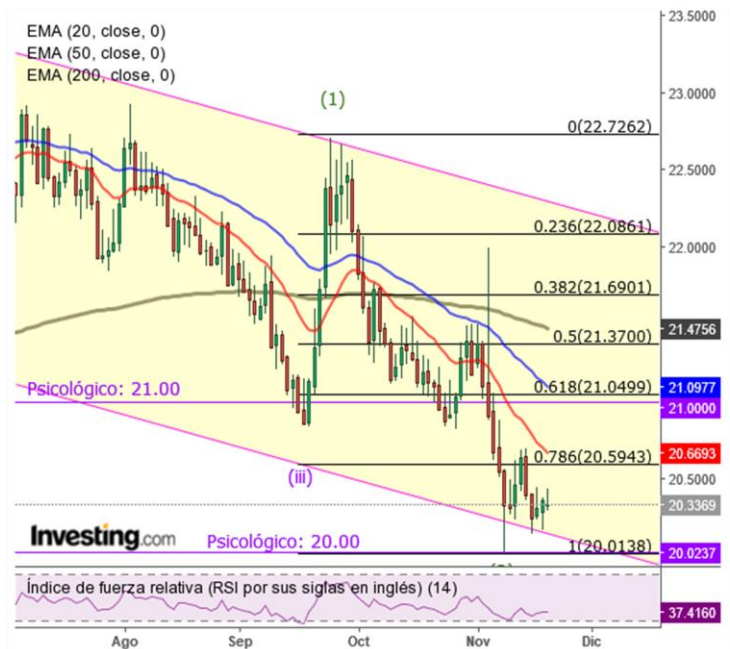 EMA (20, close, 0)
EMA (50, close, 0)
EMA (200, close, 0)
(1)
23.5000
23.0000
0(22.7262)
22.5000
0.236(22.0861)
22.0000
0.382(21.6901)
21.4756
0.5(21.3700)
Psicológico: 21.00
0.618(21.0499)
21.0977
21.0000
20.6693
0.786(20.5943)
(iii)
20.5000
20.3369
Investing.com
Psicológico: 20.00
1(20.0138)
20.0237
Índice de fuerza relativa (RSI por sus siglas en inglés) (14)
37.4160
Ago
Sep
Oct
Nov
Dic